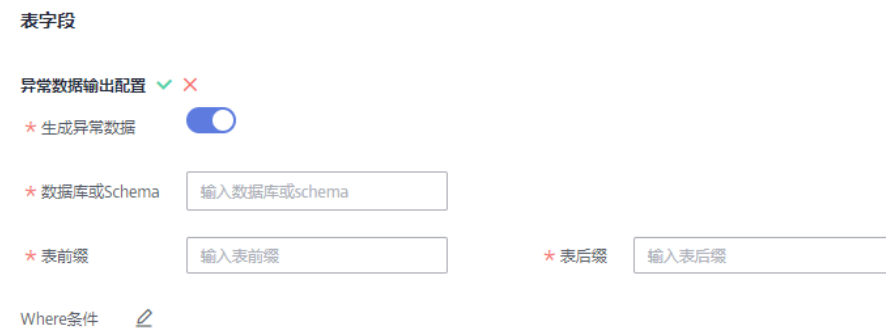 表字段
异常数据输出配置
* 生成异常数据
* 数据库或Schema 输入数据库或schema
* 表前缀 输入表前缀 * 表后缀 输入表后缀
Where条件